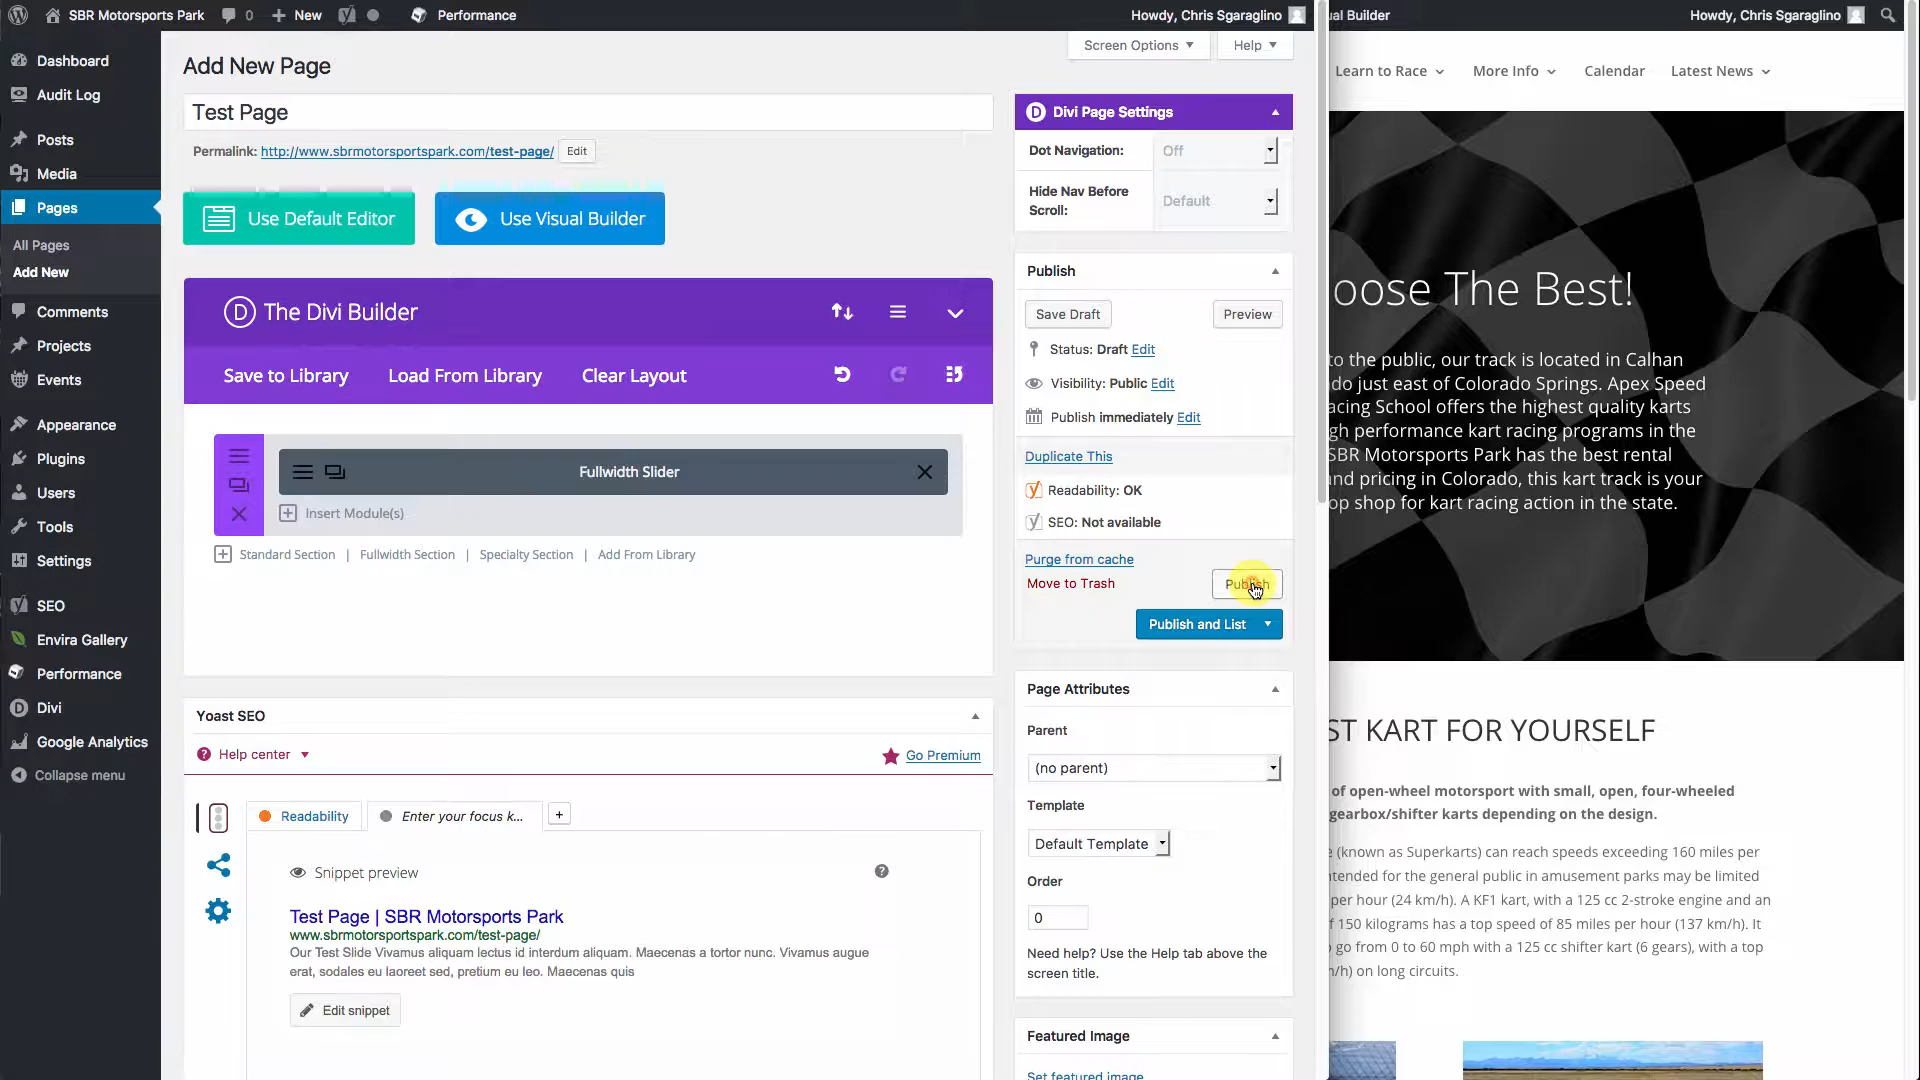 SBR Motorsports Park 0 New Performance Howdy, Chris Sgaraglino
Dashboard
Audit Log
Posts
Media
Pages
All Pages
Add New
Comments
Projects
Events
Appearance
Plugins
Users
Tools
Settings
SEO
Envira Gallery
Performance
Divi
Google Analytics
Collapse menu
Screen Options Help
Add New Page
Test Page
Permalink: http://www.sbrmotorsportspark.com/test-page/ Edit
Use Default Editor Use Visual Builder
The Divi Builder
Save to Library Load From Library Clear Layout
Fullwidth Slider
Insert Module(s)
Standard Section | Fullwidth Section | Specialty Section | Add From Library
Yoast SEO
Help center Go Premium
Readability Enter your focus k... +
Snippet preview
Test Page | SBR Motorsports Park
www.sbrmotorsportspark.com/test-page/
Our Test Slide Vivamus aliquam lectus id interdum aliquam. Maecenas a tortor nunc. Vivamus augue
erat, sodales eu laoreet sed, pretium eu leo. Maecenas quis
Edit snippet
Divi Page Settings
Dot Navigation: Off
Hide Nav Before
Scroll:
Default
Publish
Save Draft Preview
Status: Draft Edit
Visibility: Public Edit
Publish immediately Edit
Duplicate This
Readability: OK
SEO: Not available
Purge from cache
Move to Trash Publish
Publish and List
Page Attributes
Parent
(no parent)
Template
Default Template
Order
0
Need help? Use the Help tab above the
screen title.
Featured Image
Set featured image
ual Builder Howdy, Chris Sgaraglino
Learn to Race More Info Calendar Latest News
oose The Best!
to the public, our track is located in Calhan
do just east of Colorado Springs. Apex Speed
acing School offers the highest quality karts
gh performance kart racing programs in the
SBR Motorsports Park has the best rental
nd pricing in Colorado, this kart track is your
op shop for kart racing action in the state.
ST KART FOR YOURSELF
of open-wheel motorsport with small, open, four-wheeled
gearbox/shifter karts depending on the design.
e (known as Superkarts) can reach speeds exceeding 160 miles per
ntended for the general public in amusement parks may be limited
per hour (24 km/h). A KF1 kart, with a 125 cc 2-stroke engine and an
f 150 kilograms has a top speed of 85 miles per hour (137 km/h). It
go from 0 to 60 mph with a 125 cc shifter kart (6 gears), with a top
m/h) on long circuits.